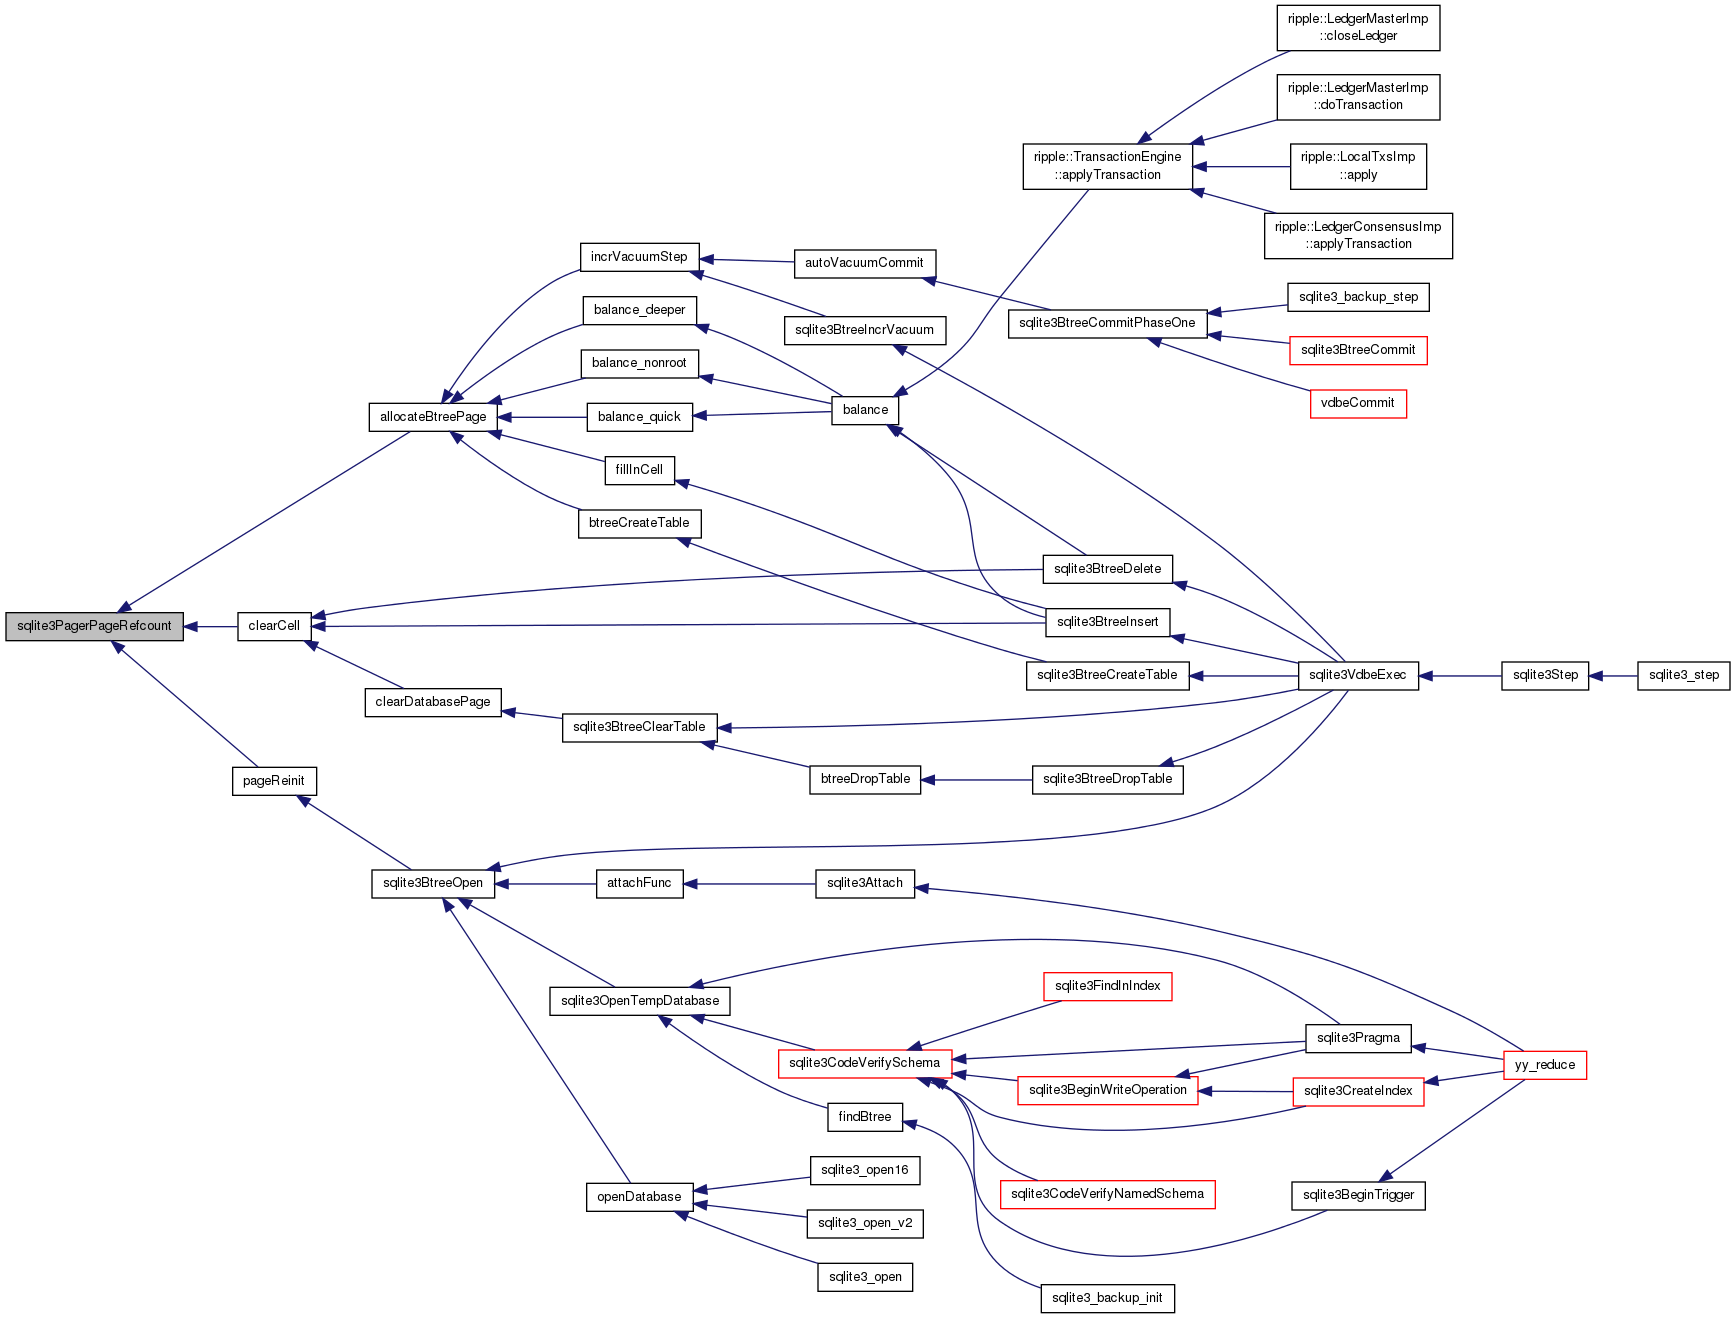 ripple::LedgerMasterImp
::closeLedger
ripple::LedgerMasterImp
::doTransaction
ripple::TransactionEngine
::applyTransaction
ripple::LocalTxsImp
::apply
ripple::LedgerConsensusImp
::applyTransaction
incrVacuumStep
autoVacuumCommit
balance_deeper
sqlite3BtreeIncrVacuum
sqlite3BtreeCommitPhaseOne
sqlite3_backup_step
sqlite3BtreeCommit
balance_nonroot
vdbeCommit
allocateBtreePage
balance_quick
balance
fillInCell
btreeCreateTable
sqlite3BtreeDelete
sqlite3PagerPageRefcount
clearCell
sqlite3BtreeInsert
sqlite3BtreeCreateTable
sqlite3VdbeExec
sqlite3Step
sqlite3_step
clearDatabasePage
sqlite3BtreeClearTable
pageReinit
btreeDropTable
sqlite3BtreeDropTable
sqlite3BtreeOpen
attachFunc
sqlite3Attach
sqlite3OpenTempDatabase
sqlite3FindInIndex
sqlite3Pragma
sqlite3CodeVerifySchema
yy_reduce
sqlite3BeginWriteOperation
sqlite3CreateIndex
findBtree
sqlite3_open16
openDatabase
sqlite3CodeVerifyNamedSchema
sqlite3BeginTrigger
sqlite3_open_v2
sqlite3_open
sqlite3_backup_init